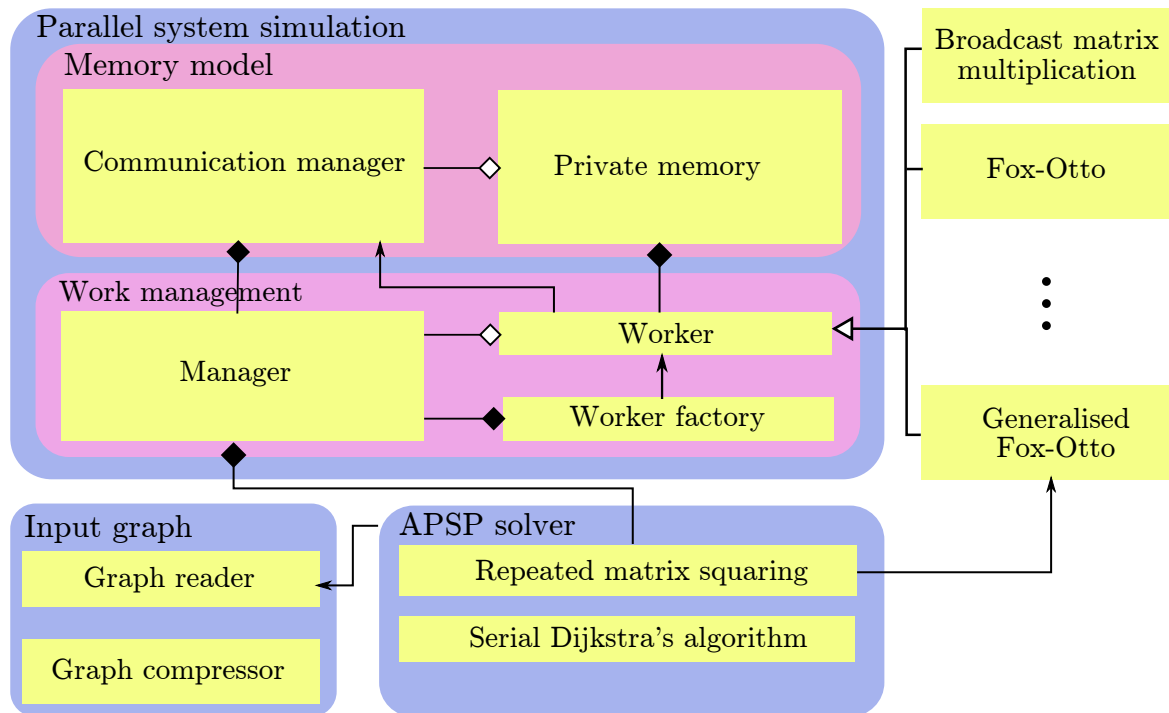 Parallel system simulation
Memory model
Communication manager
Private memory
Work management
Manager
Worker
Worker factory
Broadcast matrix
multiplication
Fox-Otto
Generalised
Fox-Otto
Input graph
Graph reader
Graph compressor
APSP solver
Repeated matrix squaring
Serial Dijkstra's algorithm